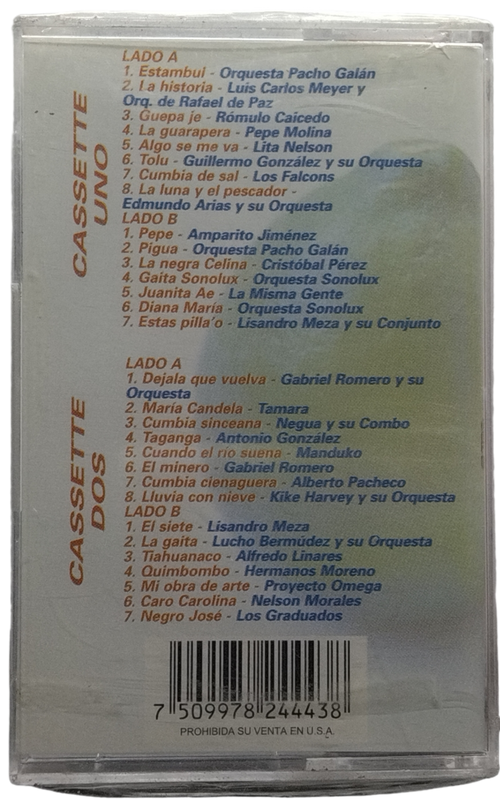 CASSETTE UNO
LADO A
1. Estambul - Orquesta Pacho Galán
2. La historia - Luis Carlos Meyer y
Orq. de Rafael de Paz
3. Guepa je - Rómulo Caicedo
4. La guarapera - Pepe Molina
5. Algo se me va - Lita Nelson
6. Tolu - Guillermo González y su Orquesta
7. Cumbia de sal - Los Falcons
8. La luna y el pescador -
Edmundo Arias y su Orquesta
LADO B
1. Pepe - Amparito Jiménez
2. Pigua - Orquesta Pacho Galán
3. La negra Celina - Cristóbal Pérez
4. Gaita Sonolux - Orquesta Sonolux
5. Juanita Ae - La Misma Gente
6. Diana María - Orquesta Sonolux
7. Estas pilla'o - Lisandro Meza y su Conjunto
CASSETTE DOS
LADO A
1. Dejala que vuelva - Gabriel Romero y su
Orquesta
2. María Candela - Tamara
3. Cumbia sinceana - Negua y su Combo
4. Taganga - Antonio González
5. Cuando el río suena - Manduko
6. El minero - Gabriel Romero
7. Cumbia cienaguera - Alberto Pacheco
8. Lluvia con nieve - Kike Harvey y su Orquesta
LADO B
1. El siete - Lisandro Meza
2. La gaita - Lucho Bermúdez y su Orquesta
3. Tiahuanaco - Alfredo Linares
4. Quimbombo - Hermanos Moreno
5. Mi obra de arte - Proyecto Omega
6. Caro Carolina - Nelson Morales
7. Negro José - Los Graduados
7 509978 244438
PROHIBIDA SU VENTA EN U.S.A.